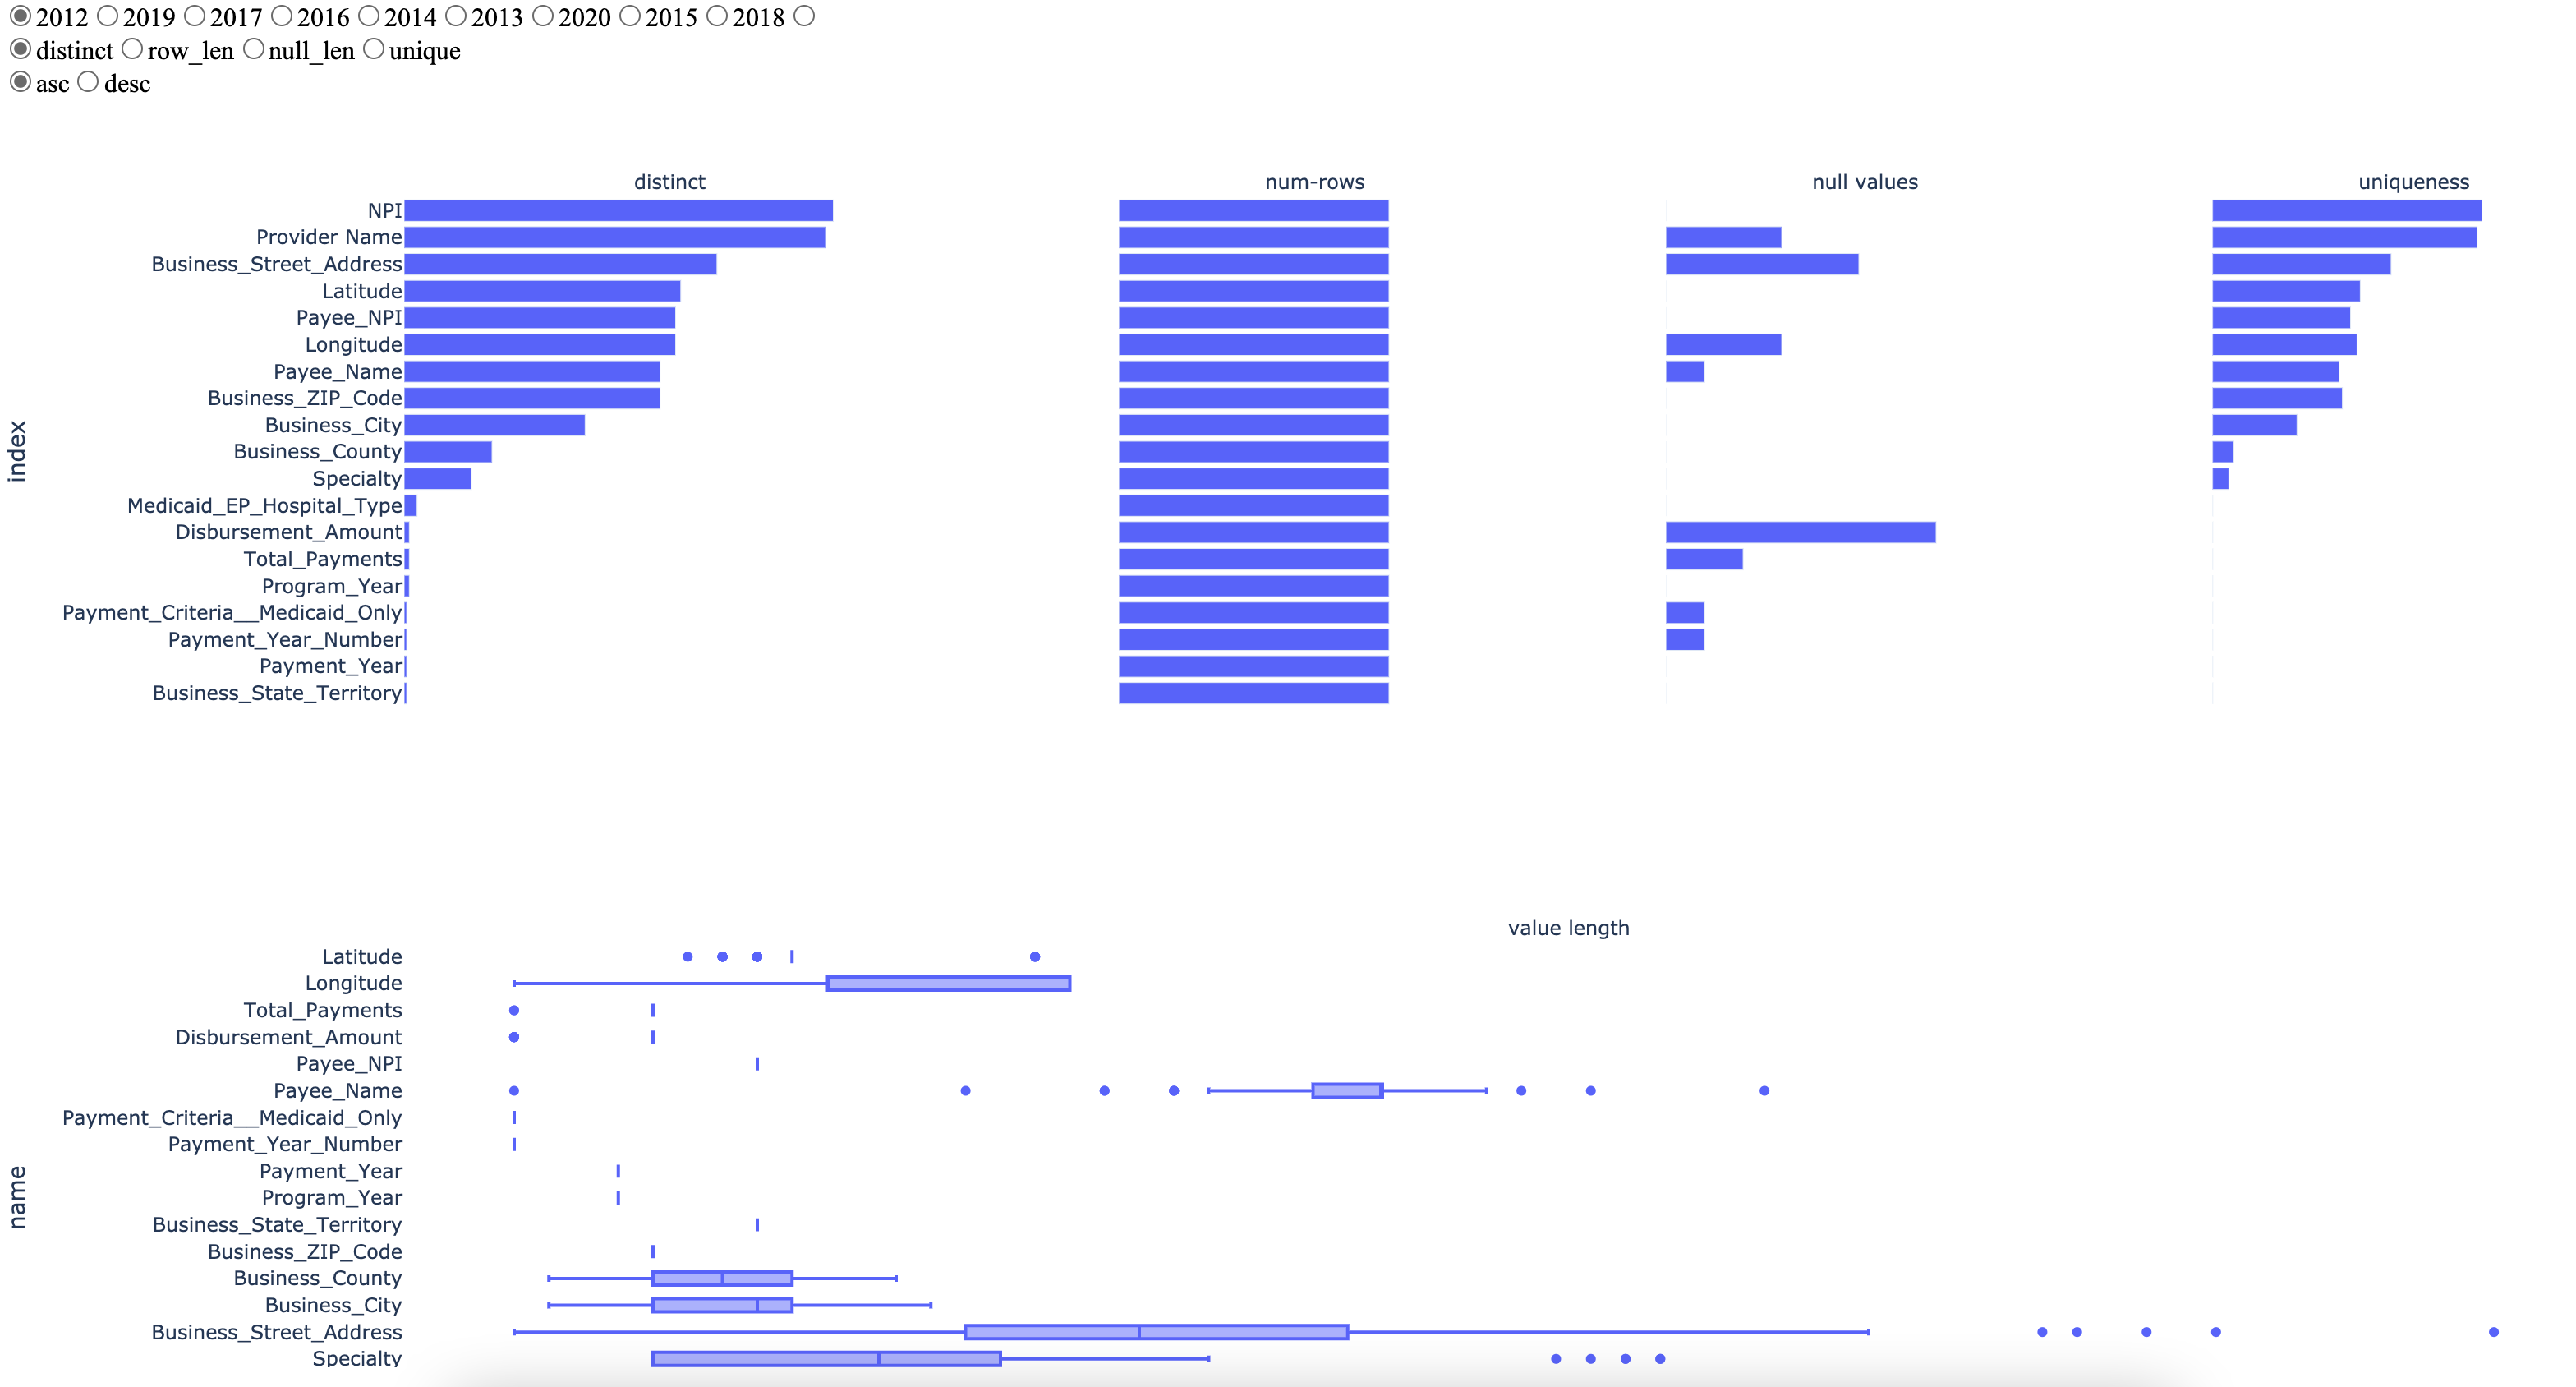 2012 2019 2017 2016 2014 2013 2020 2015 2018
distinct row_len null_len unique
asc desc
distinct num-rows null values uniqueness
index
NPI
Provider Name
Business_Street_Address
Latitude
Payee_NPI
Longitude
Payee_Name
Business_ZIP_Code
Business_City
Business_County
Specialty
Medicaid_EP_Hospital_Type
Disbursement_Amount
Total_Payments
Program_Year
Payment_Criteria__Medicaid_Only
Payment_Year_Number
Payment_Year
Business_State_Territory
value length
name
Latitude
Longitude
Total_Payments
Disbursement_Amount
Payee_NPI
Payee_Name
Payment_Criteria__Medicaid_Only
Payment_Year_Number
Payment_Year
Program_Year
Business_State_Territory
Business_ZIP_Code
Business_County
Business_City
Business_Street_Address
Specialty